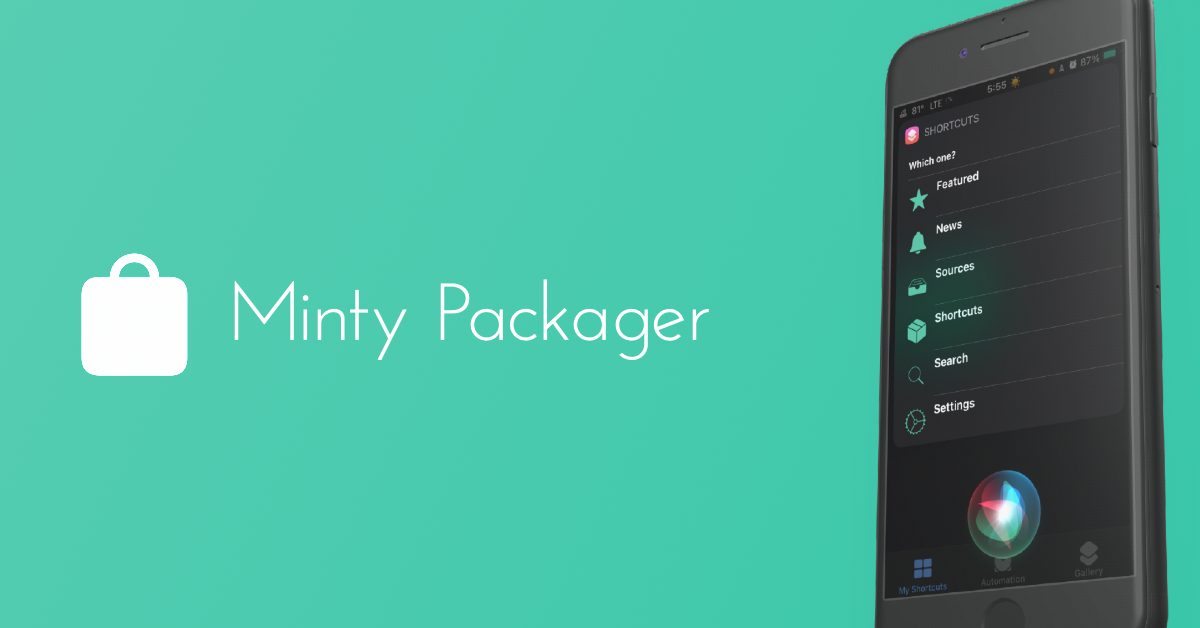 Minty Packager
81° LTE
5:55
87%
SHORTCUTS
Which one?
Featured
News
Sources
Shortcuts
Search
Settings
My Shortcuts
Automation
Gallery